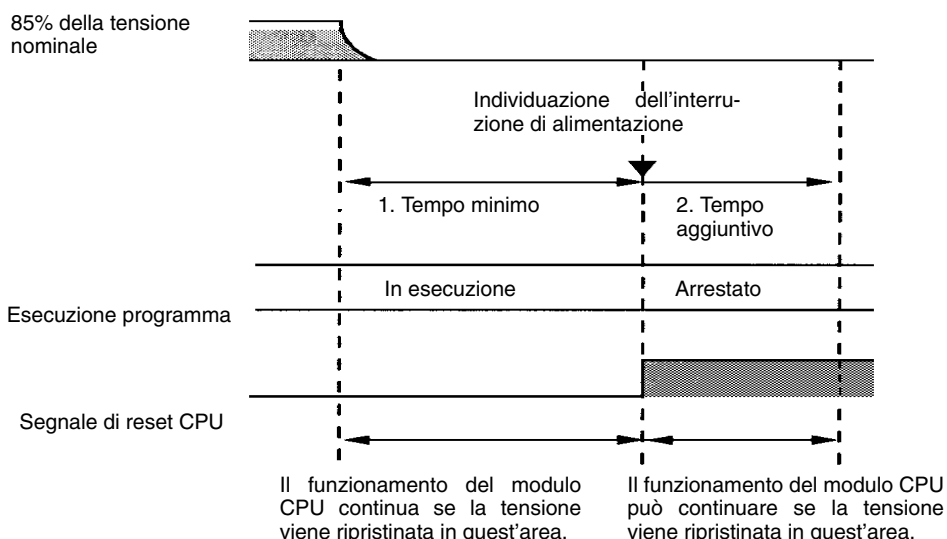 85% della tensione
nominale
Individuazione dell'interru-
zione di alimentazione
1. Tempo minimo
2. Tempo
aggiuntivo
In esecuzione
Arrestato
Esecuzione programma
Segnale di reset CPU
Il funzionamento del modulo
CPU continua se la tensione
viene ripristinata in quest'area.
Il funzionamento del modulo CPU
può continuare se la tensione
viene ripristinata in quest'area.